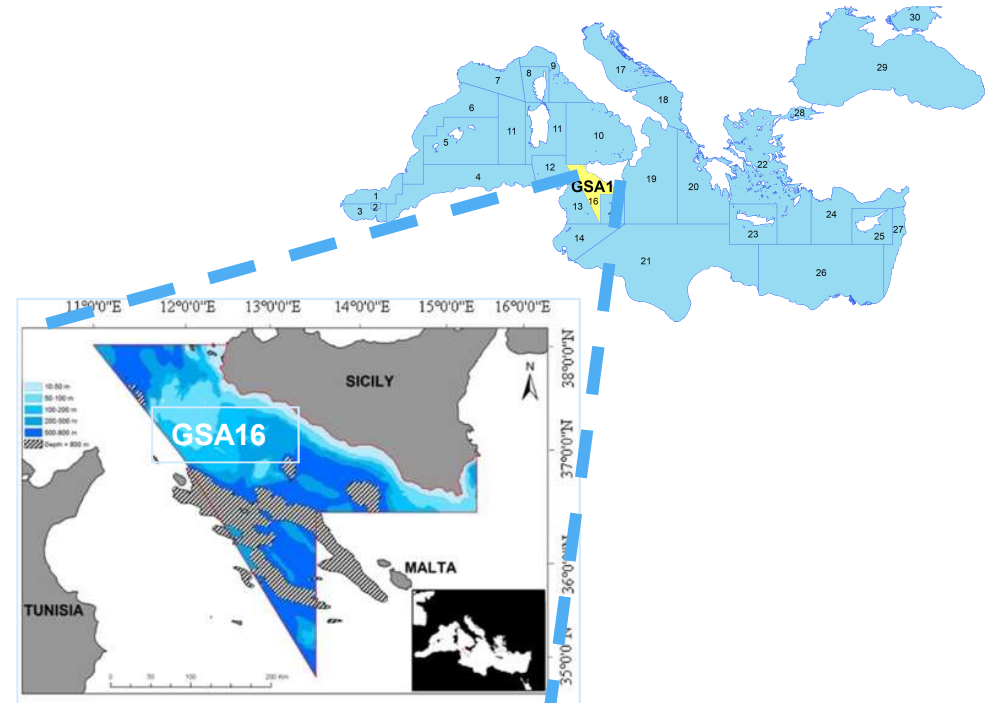 30
29
28
17
18
9
8
7
6
11
11
10
5
12
4
22
19
20
1
2
3
GSA1
16
13
14
21
23
24
25
27
26
11°0'0"E
12°0'0"E
13°0'0"E
14°0'0"E
15°0'0"E
16°0'0"E
38°0'0"N
37°0'0"N
36°0'0"N
35°0'0"N
N
SICILY
10-50 m
50-100 m
100-200 m
200-500 m
500-800 m
Depth > 800 m
GSA16
MALTA
TUNISIA
0 50 100 200 Km